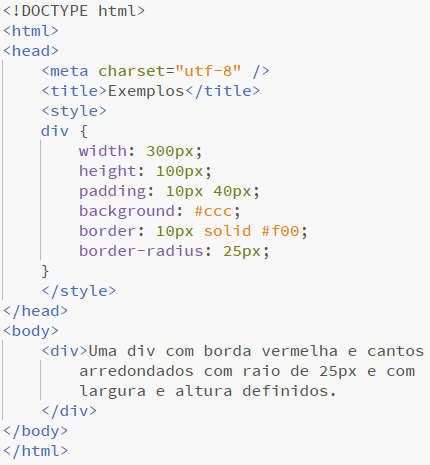 <!DOCTYPE html>
<html>
<head>
    <meta charset="utf-8" />
    <title>Exemplos</title>
    <style>
    div {
        width: 300px;
        height: 100px;
        padding: 10px 40px;
        background: #ccc;
        border: 10px solid #f00;
        border-radius: 25px;
    }
    </style>
</head>
<body>
    <div>Uma div com borda vermelha e cantos
        arredondados com raio de 25px e com
        largura e altura definidos.
    </div>
</body>
</html>